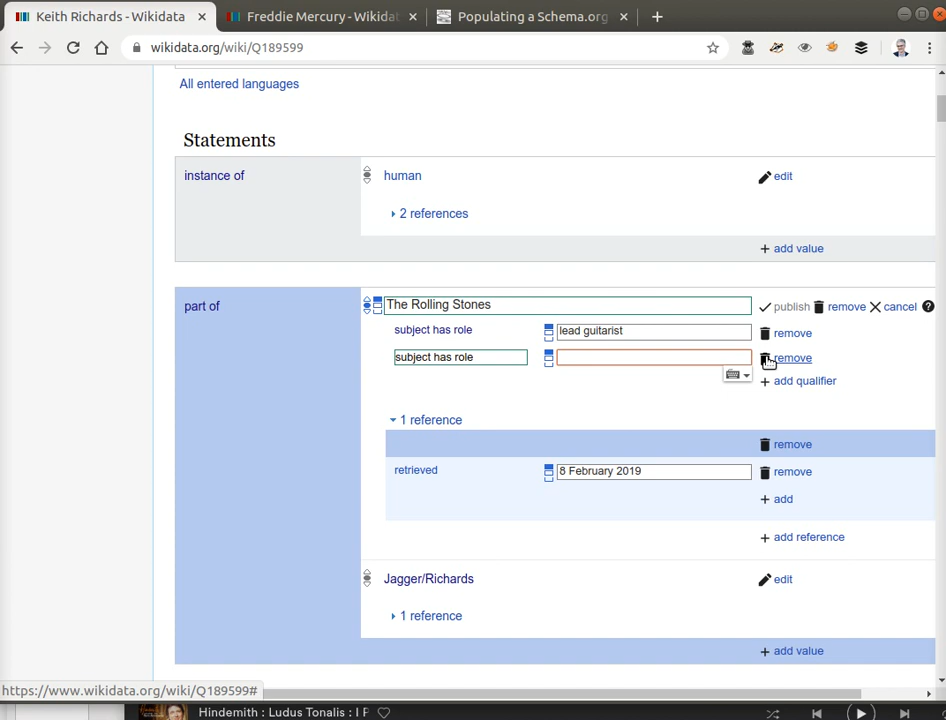 Keith Richards - Wikidata
Freddie Mercury - Wikidat
Populating a Schema.org
wikidata.org/wiki/Q189599
All entered languages
Statements
instance of
human
edit
2 references
+ add value
part of
The Rolling Stones
publish remove cancel
subject has role
lead guitarist
remove
subject has role
remove
+ add qualifier
1 reference
remove
retrieved
8 February 2019
remove
+ add
+ add reference
Jagger/Richards
edit
1 reference
+ add value
https://www.wikidata.org/wiki/Q189599#
Hindemith : Ludus Tonalis : I P